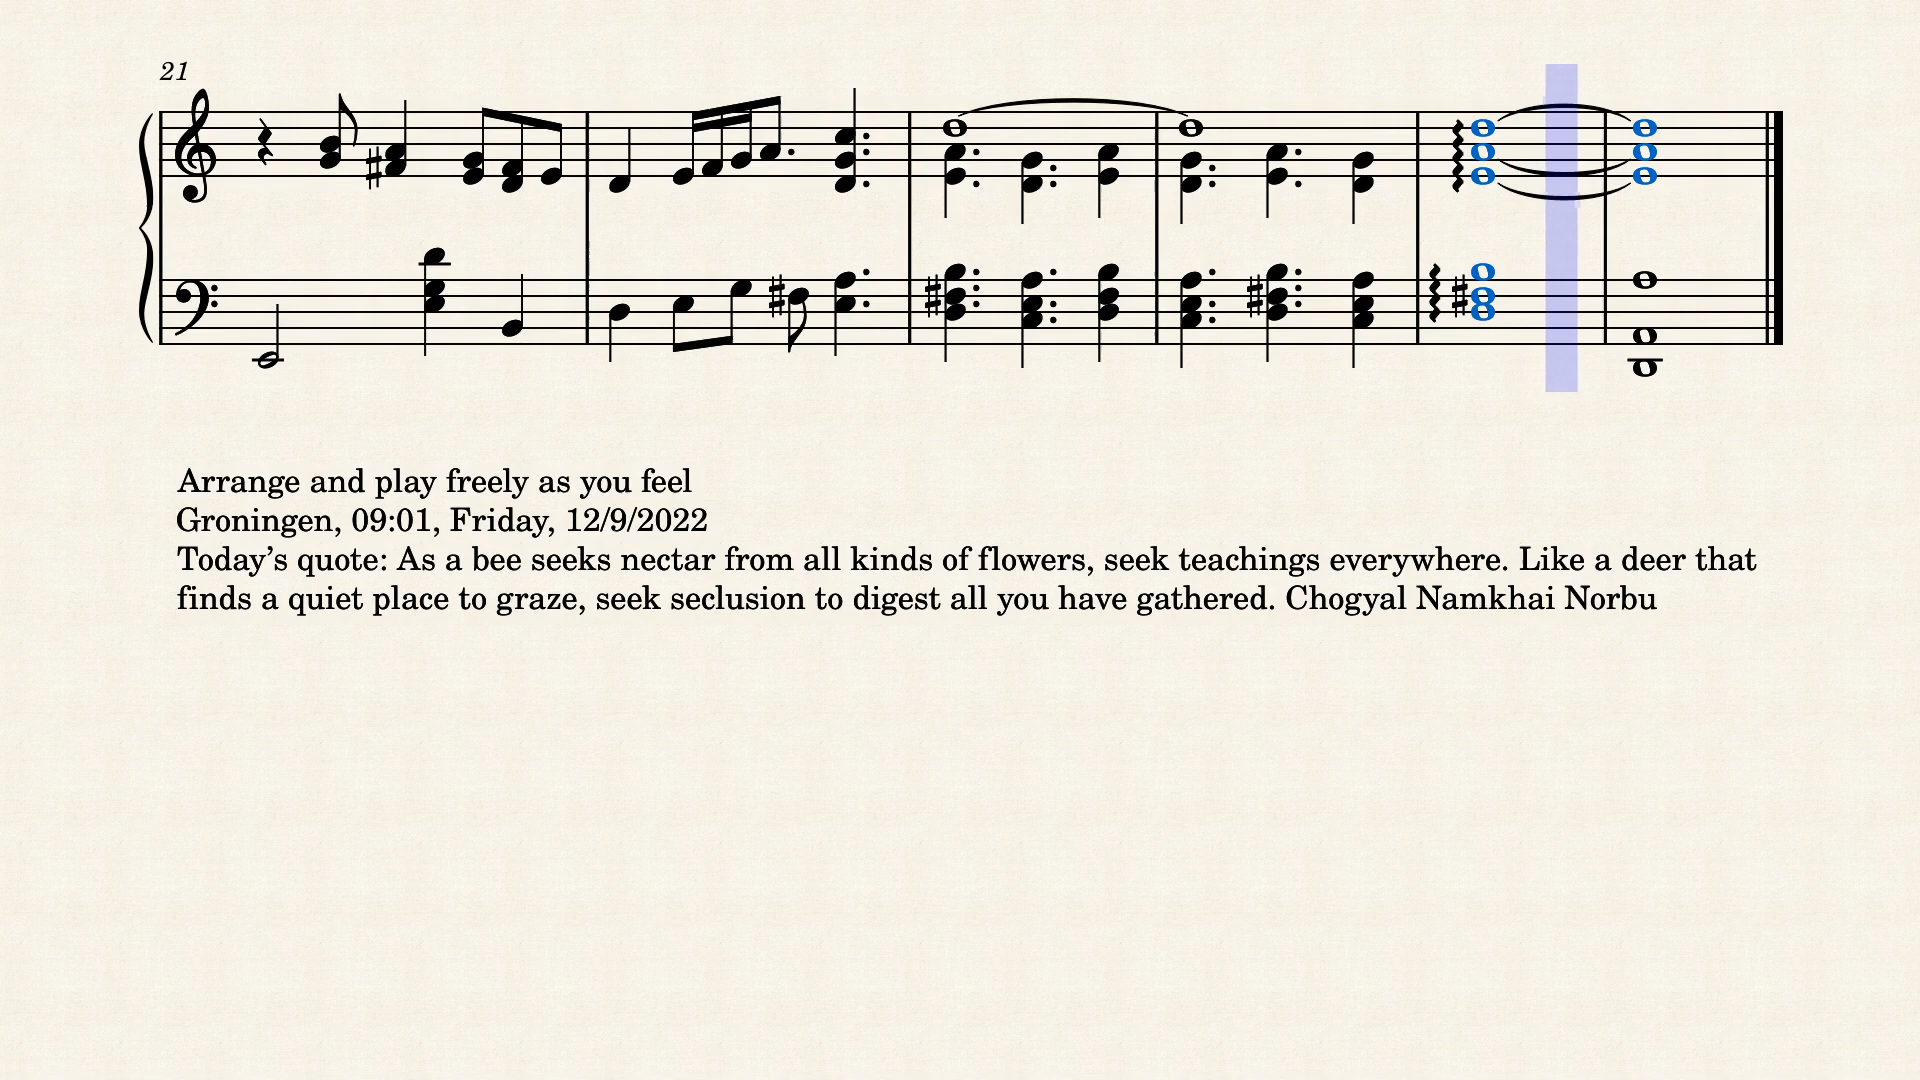 21
Arrange and play freely as you feel
Groningen, 09:01, Friday, 12/9/2022
Today’s quote: As a bee seeks nectar from all kinds of flowers, seek teachings everywhere. Like a deer that
finds a quiet place to graze, seek seclusion to digest all you have gathered. Chogyal Namkhai Norbu